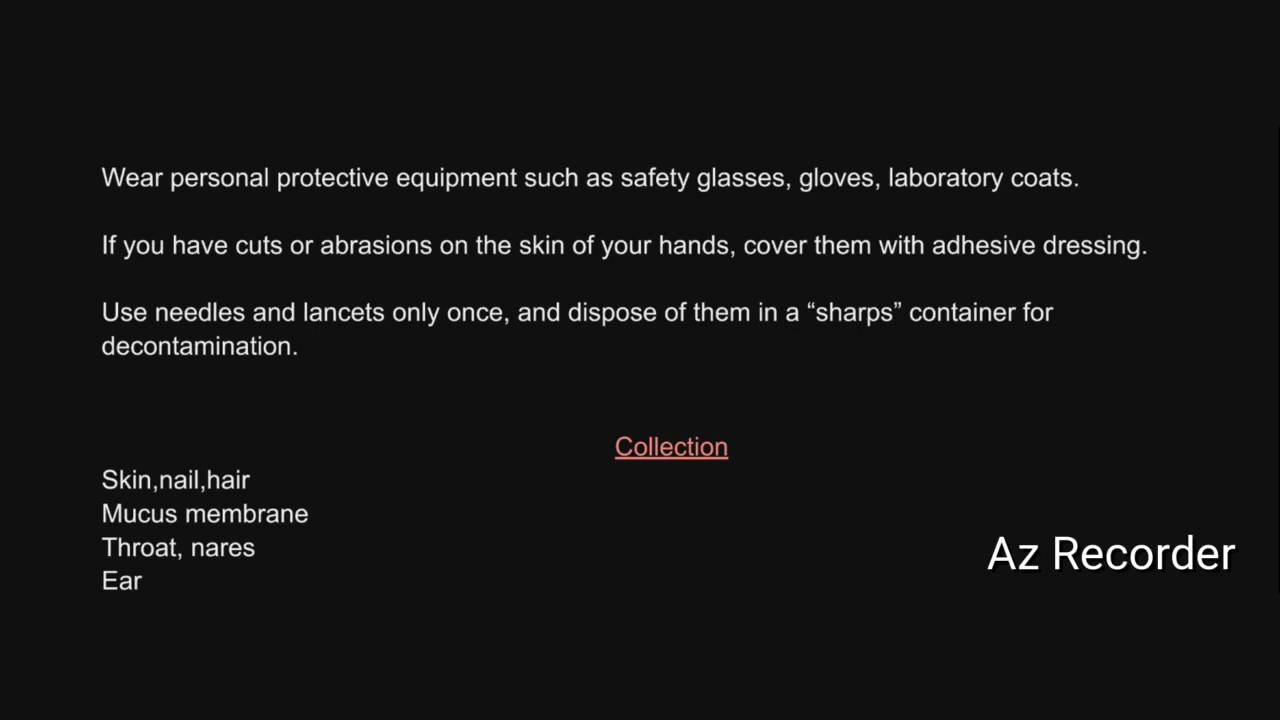 Wear personal protective equipment such as safety glasses, gloves, laboratory coats.
If you have cuts or abrasions on the skin of your hands, cover them with adhesive dressing.
Use needles and lancets only once, and dispose of them in a “sharps” container for
decontamination.
Collection
Skin,nail,hair
Mucus membrane
Throat, nares
Ear
Az Recorder